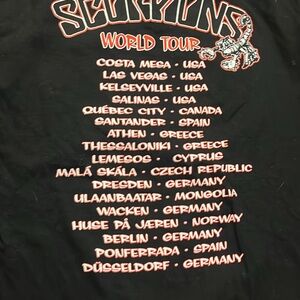 SCORPIONS
WORLD TOUR
COSTA MESA · USA
LAS VEGAS · USA
KELSEYVILLE · USA
SALINAS · USA
QUÉBEC CITY · CANADA
SANTANDER · SPAIN
ATHEN · GREECE
THESSALONIKI · GREECE
LEMESOS · CYPRUS
MALÁ SKÁLA · CZECH REPUBLIC
DRESDEN · GERMANY
ULAANBAATAR · MONGOLIA
WACKEN · GERMANY
HUSE PÅ JÆREN · NORWAY
BERLIN · GERMANY
PONFERRADA · SPAIN
DÜSSELDORF · GERMANY